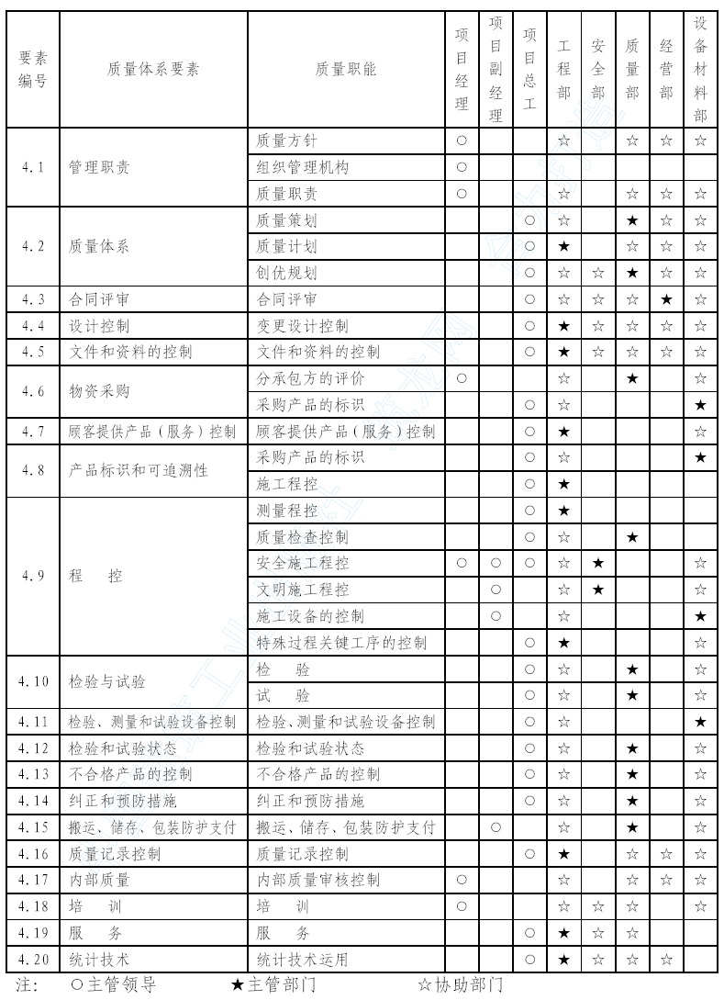 要素编号 质量体系要素 质量职能 项目经理 项目副经理 项目总工 工程部 安全部 质量部 经营部 设备材料部
4.1 管理职责 质量方针 ○ ☆ ☆ ☆ ☆
组织管理机构 ○
质量职责 ○ ☆ ☆ ☆ ☆
4.2 质量体系 质量策划 ○ ☆ ★ ☆ ☆
质量计划 ○ ★ ☆ ☆ ☆
创优规划 ○ ☆ ☆ ★ ☆ ☆
4.3 合同评审 合同评审 ○ ☆ ☆ ☆ ★ ☆
4.4 设计控制 变更设计控制 ○ ★ ☆ ☆ ☆ ☆
4.5 文件和资料的控制 文件和资料的控制 ○ ★ ☆ ☆ ☆ ☆
4.6 物资采购 分承包方的评价 ○ ☆ ★ ☆
采购产品的标识 ○ ☆ ★
4.7 顾客提供产品(服务)控制 顾客提供产品(服务)控制 ○ ★ ☆
4.8 产品标识和可追溯性 采购产品的标识 ○ ☆ ★
施工程控 ○ ★
4.9 程 控 测量程控 ○ ★
质量检查控制 ○ ☆ ★
安全施工程控 ○ ○ ○ ☆ ★ ☆
文明施工程控 ○ ☆ ★ ☆
施工设备的控制 ○ ☆ ★
特殊过程关键工序的控制 ○ ★ ☆
4.10 检验与试验 检 验 ○ ☆ ★ ☆
试 验 ○ ☆ ★ ☆
4.11 检验、测量和试验设备控制 检验、测量和试验设备控制 ○ ☆ ★
4.12 检验和试验状态 检验和试验状态 ○ ☆ ★ ☆
4.13 不合格产品的控制 不合格产品的控制 ○ ☆ ★ ☆
4.14 纠正和预防措施 纠正和预防措施 ○ ☆ ★ ☆
4.15 搬运、储存、包装防护支付 搬运、储存、包装防护支付 ○ ☆ ★ ☆
4.16 质量记录控制 质量记录控制 ○ ★ ☆ ☆ ☆
4.17 内部质量 内部质量审核控制 ○ ☆ ☆ ☆ ☆
4.18 培 训 培 训 ○ ☆ ☆ ☆ ☆
4.19 服 务 服 务 ○ ★ ☆ ☆
4.20 统计技术 统计技术运用 ○ ★ ☆ ☆ ☆
注: ○主管领导 ★主管部门 ☆协助部门